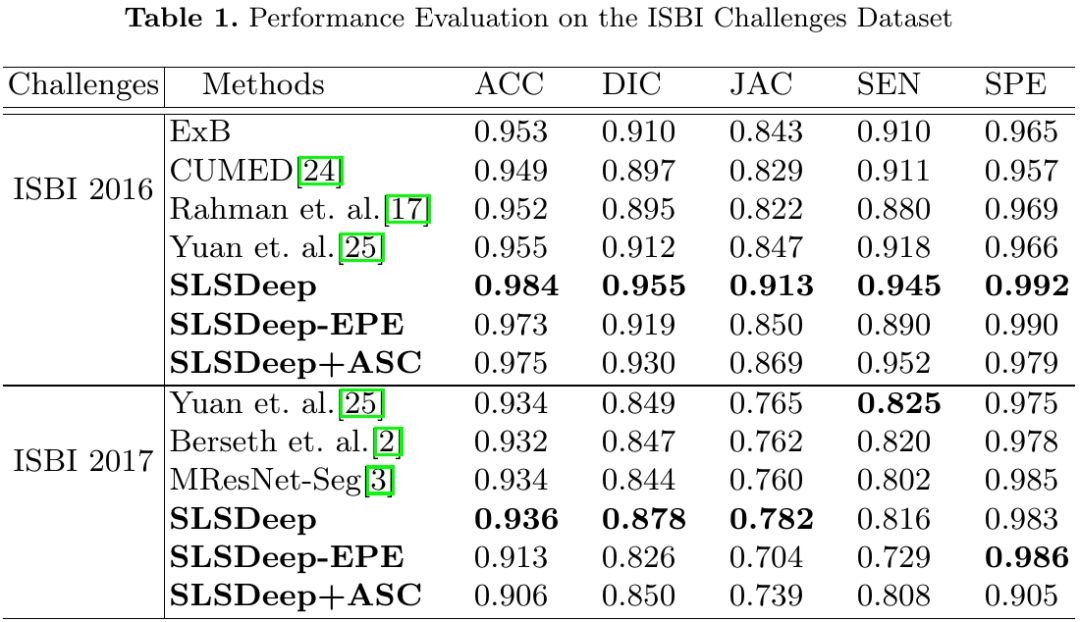 Table 1. Performance Evaluation on the ISBI Challenges Dataset
Challenges Methods ACC DIC JAC SEN SPE
ExB 0.953 0.910 0.843 0.910 0.965
CUMED[24] 0.949 0.897 0.829 0.911 0.957
ISBI 2016
Rahman et. al.[17] 0.952 0.895 0.822 0.880 0.969
Yuan et. al.[25] 0.955 0.912 0.847 0.918 0.966
SLSDeep 0.984 0.955 0.913 0.945 0.992
SLSDeep-EPE 0.973 0.919 0.850 0.890 0.990
SLSDeep+ASC 0.975 0.930 0.869 0.952 0.979
Yuan et. al.[25] 0.934 0.849 0.765 0.825 0.975
Berseth et. al.[2] 0.932 0.847 0.762 0.820 0.978
ISBI 2017
MResNet-Seg[3] 0.934 0.844 0.760 0.802 0.985
SLSDeep 0.936 0.878 0.782 0.816 0.983
SLSDeep-EPE 0.913 0.826 0.704 0.729 0.986
SLSDeep+ASC 0.906 0.850 0.739 0.808 0.905